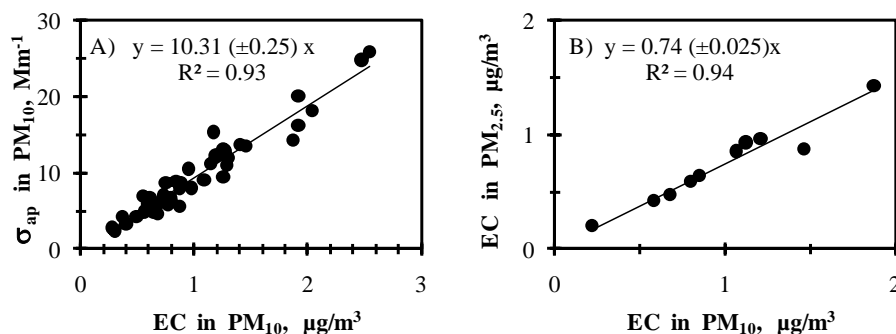 A) y = 10.31 (±0.25) x
R² = 0.93
σap in PM10, Mm-1
30
20
10
0
0 1 2 3
EC in PM10, µg/m³
B) y = 0.74 (±0.025)x
R² = 0.94
EC in PM2.5, µg/m³
2
1
0
0 1 2
EC in PM10, µg/m³